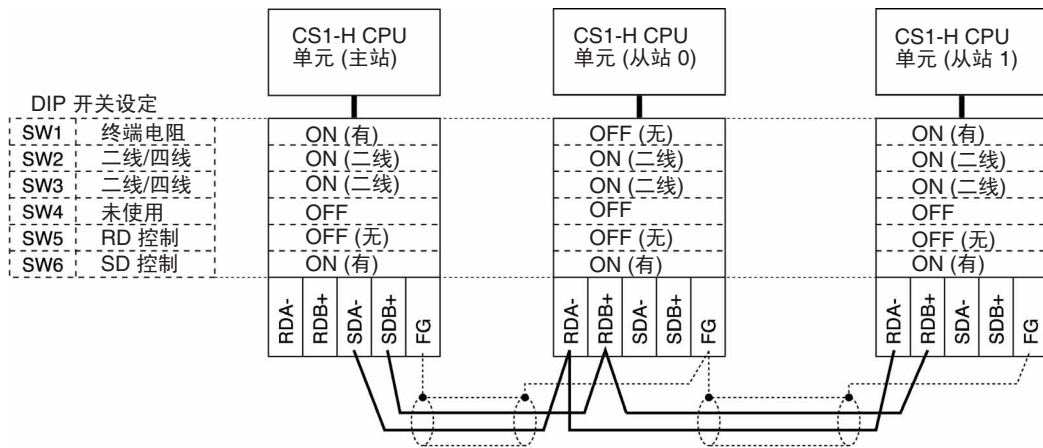 CS1-H CPU
单元 (主站)
CS1-H CPU
单元 (从站 0)
CS1-H CPU
单元 (从站 1)
DIP 开关设定
SW1 终端电阻 ON (有) OFF (无) ON (有)
SW2 二线/四线 ON (二线) ON (二线) ON (二线)
SW3 二线/四线 ON (二线) ON (二线) ON (二线)
SW4 未使用 OFF OFF OFF
SW5 RD 控制 OFF (无) OFF (无) OFF (无)
SW6 SD 控制 ON (有) ON (有) ON (有)
RDA- RDB+ SDA- SDB+ FG RDA- RDB+ SDA- SDB+ FG RDA- RDB+ SDA- SDB+ FG